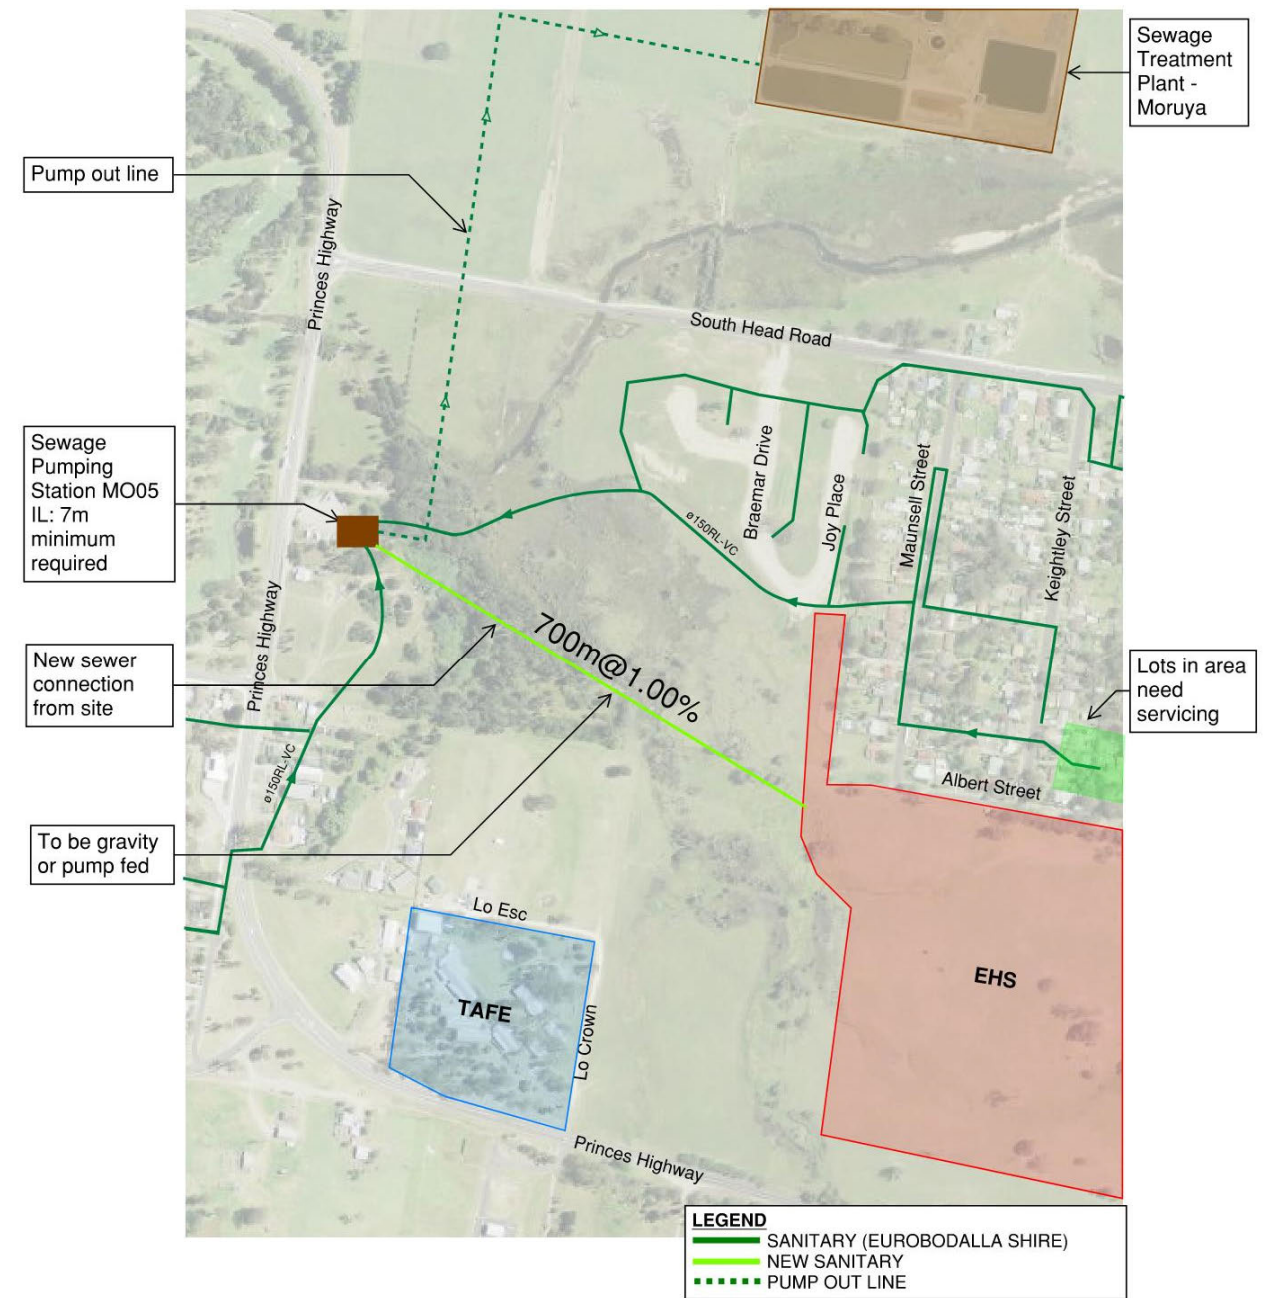 Sewage
Treatment
Plant -
Moruya
Pump out line
Princes Highway
South Head Road
Sewage
Pumping
Station MO05
IL: 7m
minimum
required
Braemar Drive
Joy Place
Maunsell Street
Keightley Street
ø150RL-VC
Princes Highway
700m@1.00%
New sewer
connection
from site
Lots in area
need
servicing
ø150RL-VC
Albert Street
To be gravity
or pump fed
Lo Esc
TAFE
EHS
Lo Crown
Princes Highway
LEGEND
SANITARY (EUROBODALLA SHIRE)
NEW SANITARY
PUMP OUT LINE